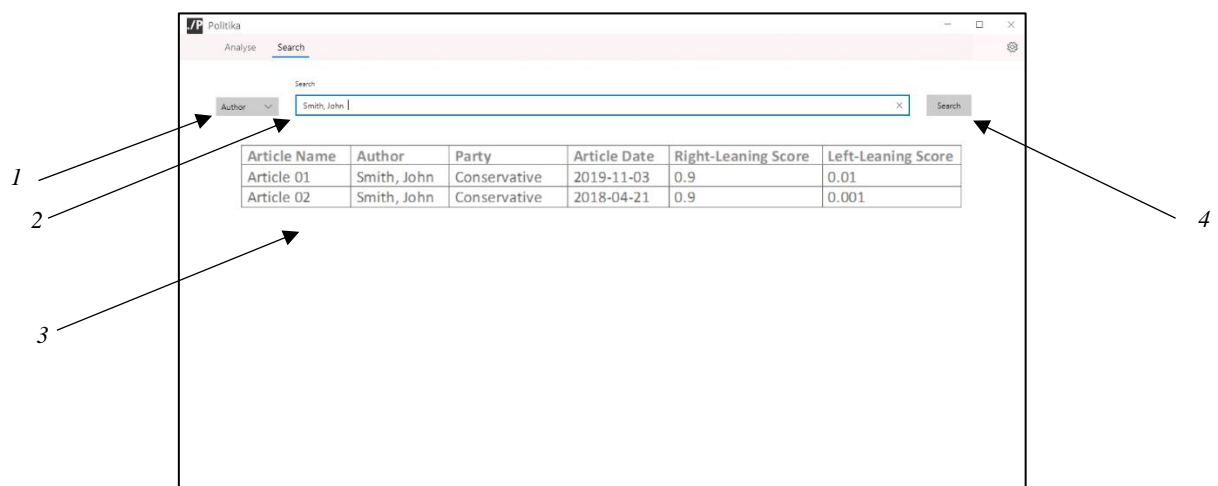 ./P Politika
Analyse Search
Search
Author Smith, John Search
Article Name Author Party Article Date Right-Leaning Score Left-Leaning Score
Article 01 Smith, John Conservative 2019-11-03 0.9 0.01
Article 02 Smith, John Conservative 2018-04-21 0.9 0.001
1
2
4
3